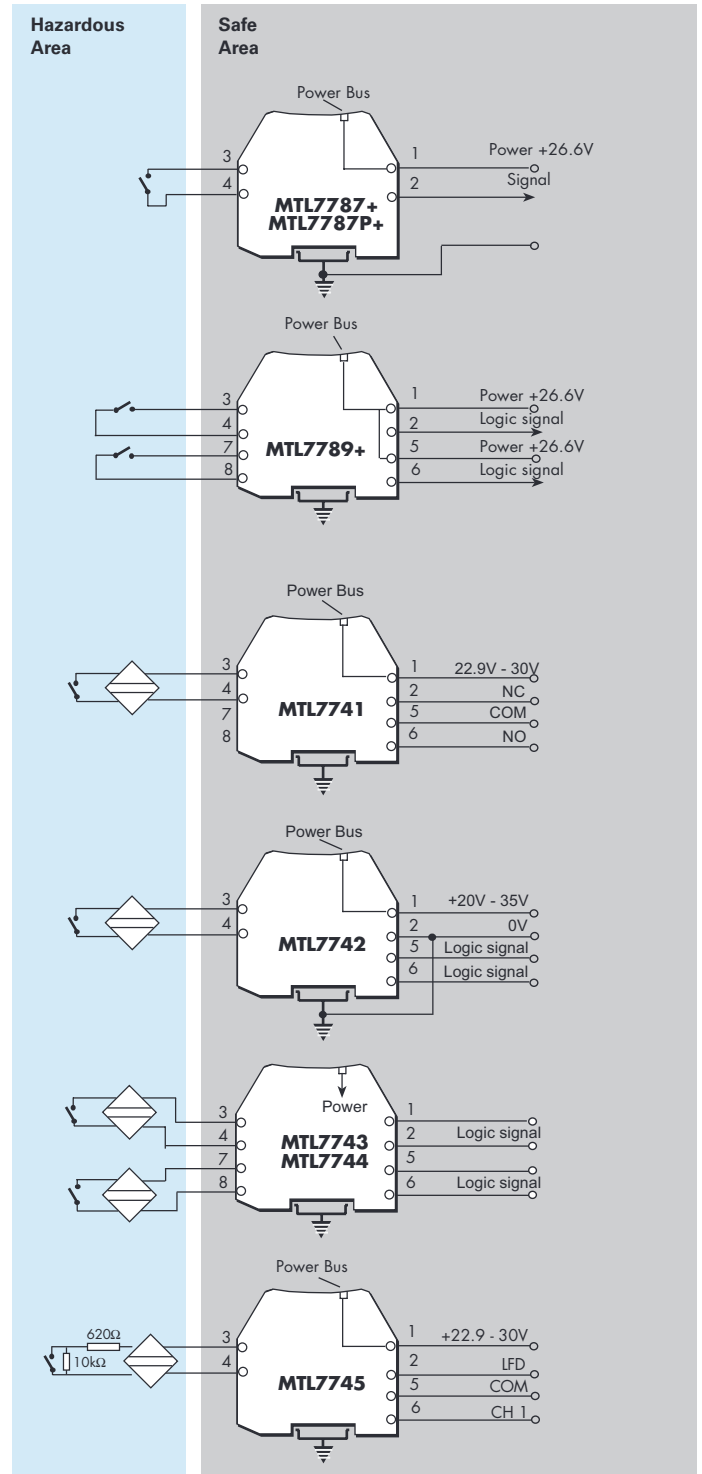 Hazardous
Area
Safe
Area
Power Bus
3
4
MTL7787+
MTL7787P+
1
Power +26.6V
2
Signal
Power Bus
3
4
7
8
MTL7789+
1
Power +26.6V
2
Logic signal
5
Power +26.6V
6
Logic signal
Power Bus
3
4
7
8
MTL7741
1
22.9V - 30V
2
NC
5
COM
6
NO
Power Bus
3
4
MTL7742
1
+20V - 35V
2
0V
5
Logic signal
6
Logic signal
Power
3
4
7
8
MTL7743
MTL7744
1
2
Logic signal
5
6
Logic signal
Power Bus
620Ω
10kΩ
3
4
MTL7745
1
+22.9 - 30V
2
LFD
5
COM
6
CH 1